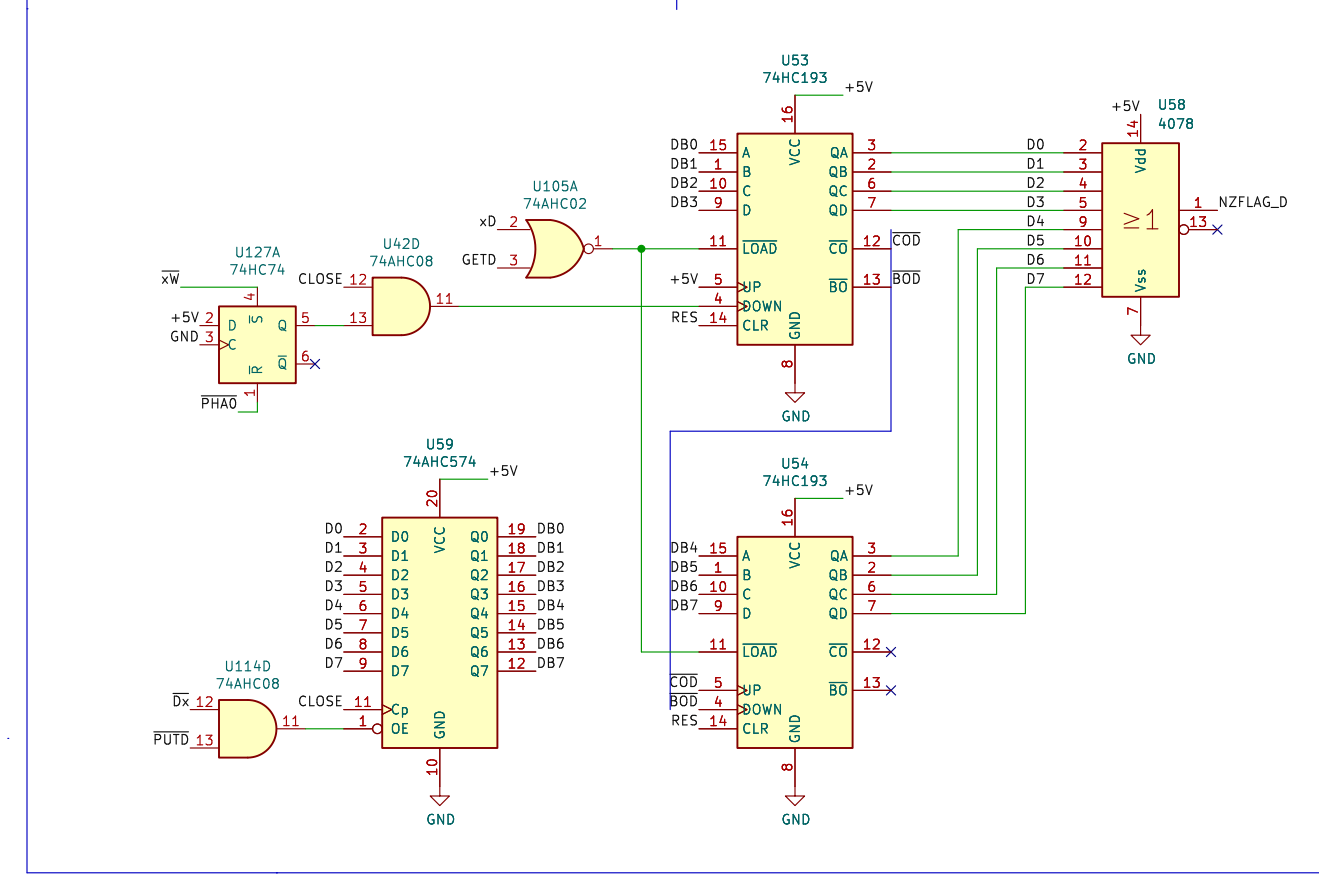 U53
74HC193
+5V
16
VCC
DB0 15 A QA 3
DB1 1 B QB 2
DB2 10 C QC 6
DB3 9 D QD 7
11 LOAD CO 12 COD
+5V 5 UP BO 13 BOD
4 DOWN
RES 14 CLR
GND
8
GND
U58
4078
+5V
14
Vdd
D0 2
D1 3
D2 4
D3 5
D4 9
D5 10
D6 11
D7 12
≥1
1 NZFLAG_D
13
Vss
7
GND
U105A
74AHC02
xD 2
GETD 3
1
U42D
74AHC08
CLOSE 12
13
11
U127A
74HC74
xW
4
+5V 2 D S Q 5
GND 3 C
R Q 6
1
PHA0
U59
74AHC574
+5V
20
VCC
D0 2 D0 Q0 19 DB0
D1 3 D1 Q1 18 DB1
D2 4 D2 Q2 17 DB2
D3 5 D3 Q3 16 DB3
D4 6 D4 Q4 15 DB4
D5 7 D5 Q5 14 DB5
D6 8 D6 Q6 13 DB6
D7 9 D7 Q7 12 DB7
CLOSE 11 Cp
1 OE
GND
10
GND
U114D
74AHC08
Dx 12
PUTD 13
11
U54
74HC193
+5V
16
VCC
DB4 15 A QA 3
DB5 1 B QB 2
DB6 10 C QC 6
DB7 9 D QD 7
11 LOAD CO 12
COD 5 UP BO 13
BOD 4 DOWN
RES 14 CLR
GND
8
GND